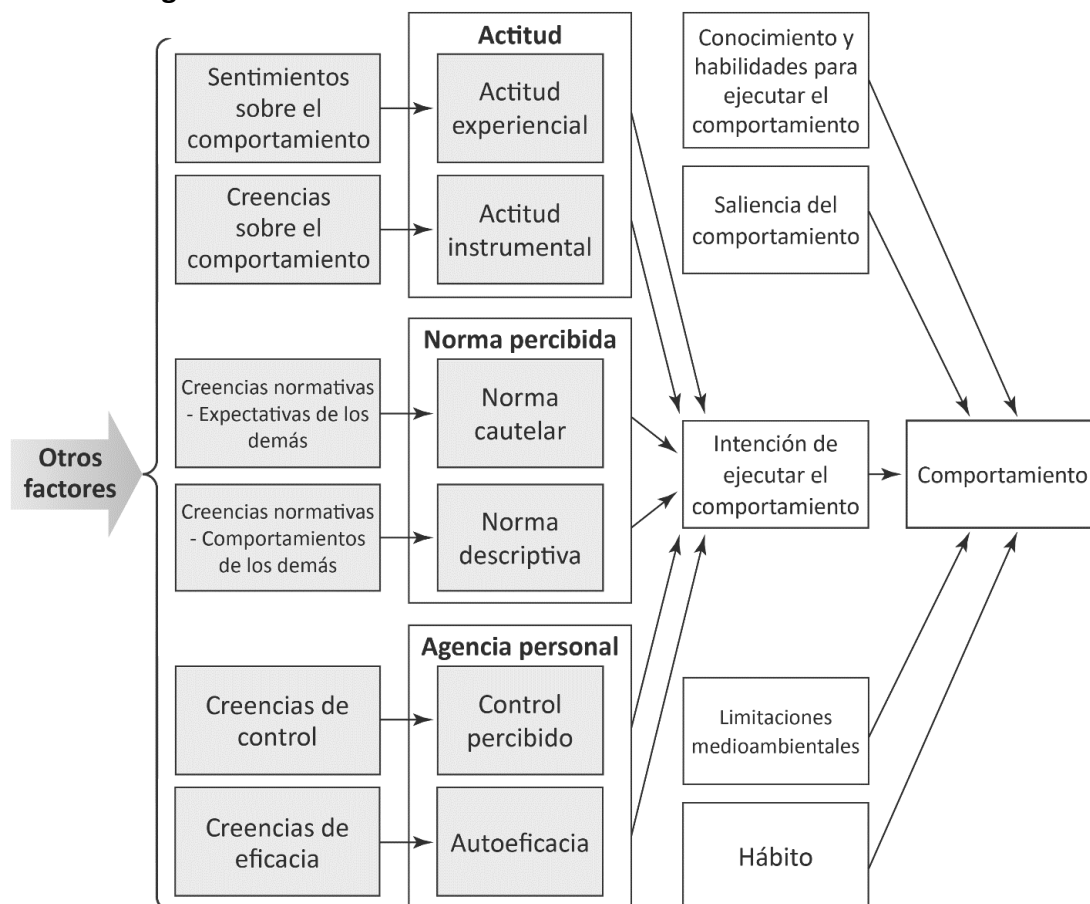 Otros
factores
Sentimientos
sobre el
comportamiento
Creencias
sobre el
comportamiento
Creencias normativas
- Expectativas de los
demás
Creencias normativas
- Comportamientos
de los demás
Creencias de
control
Creencias de
eficacia
Actitud
Actitud
experiencial
Actitud
instrumental
Norma percibida
Norma
cautelar
Norma
descriptiva
Agencia personal
Control
percibido
Autoeficacia
Conocimiento y
habilidades para
ejecutar el
comportamiento
Saliencia del
comportamiento
Intención de
ejecutar el
comportamiento
Limitaciones
medioambientales
Hábito
Comportamiento